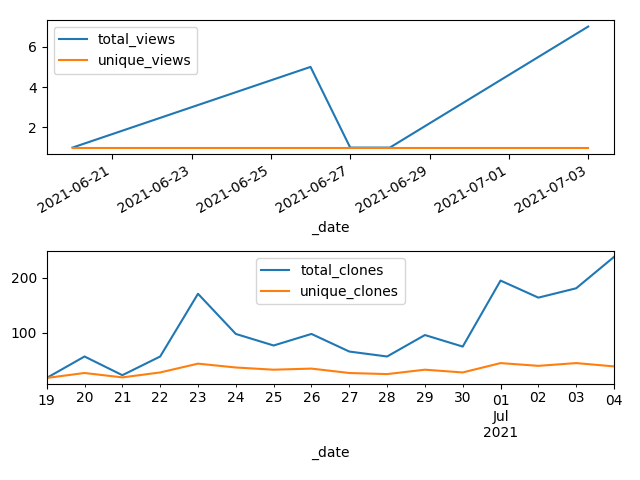 total_views
unique_views
6
4
2
2021-06-21 2021-06-23 2021-06-25 2021-06-27 2021-06-29 2021-07-01 2021-07-03
_date
total_clones
unique_clones
200
100
19 20 21 22 23 24 25 26 27 28 29 30 01 02 03 04
Jul
2021
_date